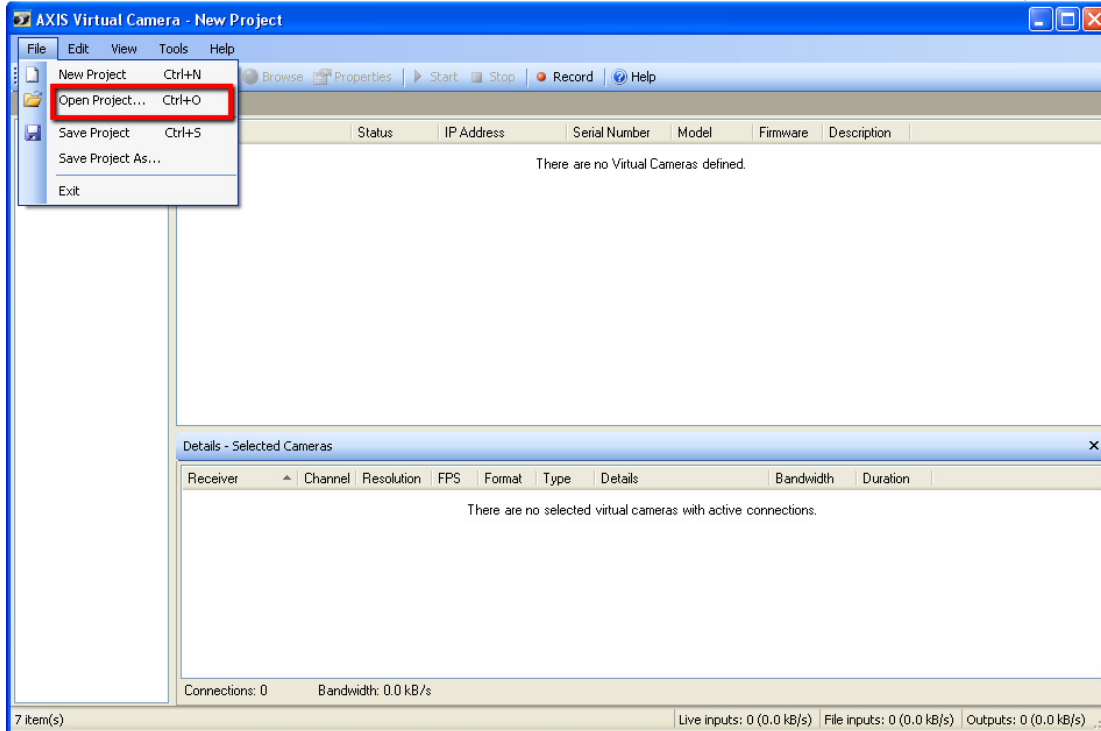 AXIS Virtual Camera - New Project
File Edit View Tools Help
New Project Ctrl+N
Browse Properties Start Stop Record Help
Open Project... Ctrl+O
Save Project Ctrl+S
Status IP Address Serial Number Model Firmware Description
Save Project As...
There are no Virtual Cameras defined.
Exit
Details - Selected Cameras
Receiver Channel Resolution FPS Format Type Details Bandwidth Duration
There are no selected virtual cameras with active connections.
Connections: 0 Bandwidth: 0.0 kB/s
7 item(s) Live inputs: 0 (0.0 kB/s) File inputs: 0 (0.0 kB/s) Outputs: 0 (0.0 kB/s)